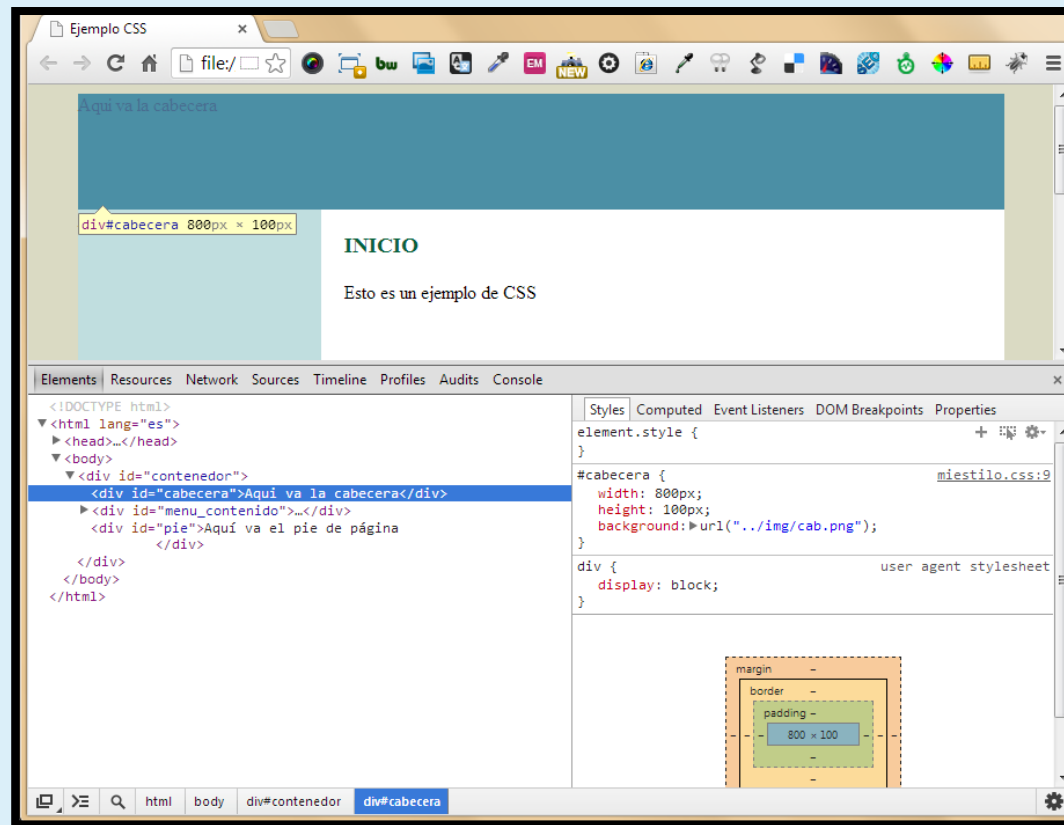 Ejemplo CSS ×
file:/ bw EM NEW
Aqui va la cabecera
div#cabecera 800px × 100px
INICIO
Esto es un ejemplo de CSS
Elements Resources Network Sources Timeline Profiles Audits Console ×
<!DOCTYPE html>
<html lang="es">
<head>…</head>
<body>
<div id="contenedor">
<div id="cabecera">Aqui va la cabecera</div>
<div id="menu_contenido">…</div>
<div id="pie">Aquí va el pie de página
</div>
</div>
</body>
</html>
Styles Computed Event Listeners DOM Breakpoints Properties
element.style {
}
#cabecera { miestilo.css:9
width: 800px;
height: 100px;
background: url("../img/cab.png");
}
div { user agent stylesheet
display: block;
}
margin –
border –
padding –
– – – 800 × 100 – – –
–
–
html body div#contenedor div#cabecera